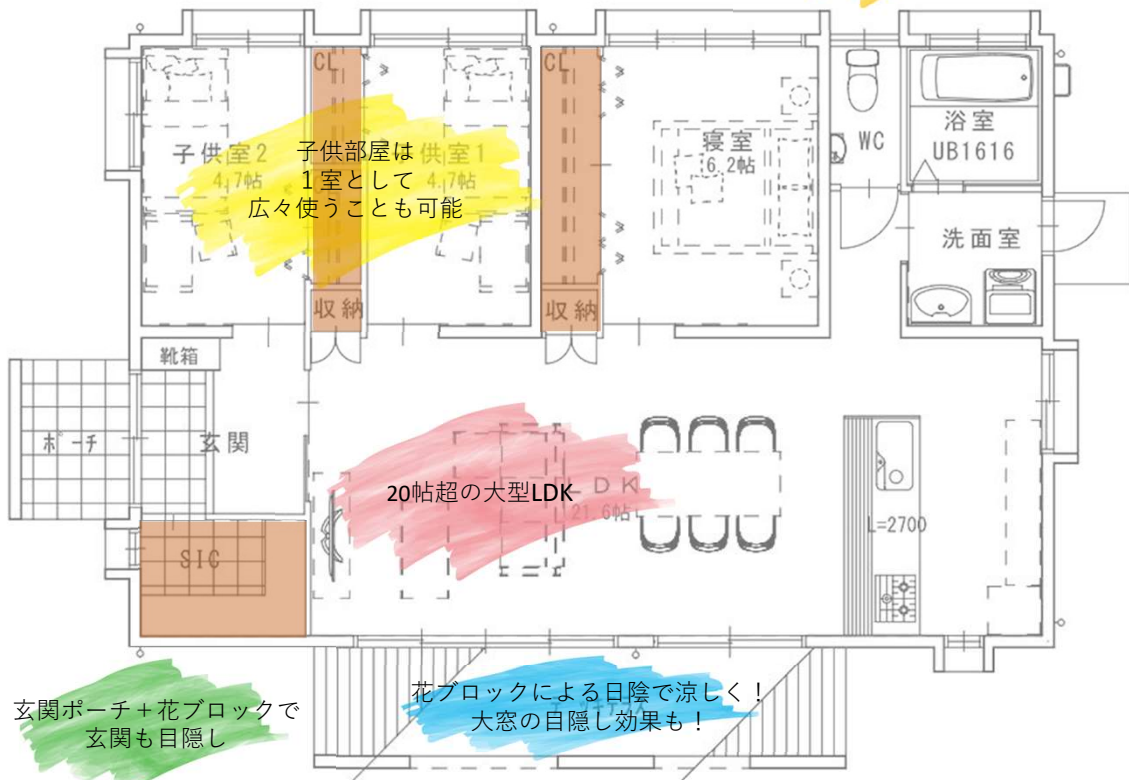 CL
CL
子供室2
4.7帖
子供部屋は
1室として
広々使うことも可能
供室1
4.7帖
寝室
6.2帖
WC
浴室
UB1616
洗面室
収納
収納
靴箱
ポーチ
玄関
20帖超の大型LDK
LDK
21.6帖
L=2700
SIC
玄関ポーチ+花ブロックで
玄関も目隠し
花ブロックによる日陰で涼しく!
大窓の目隠し効果も!